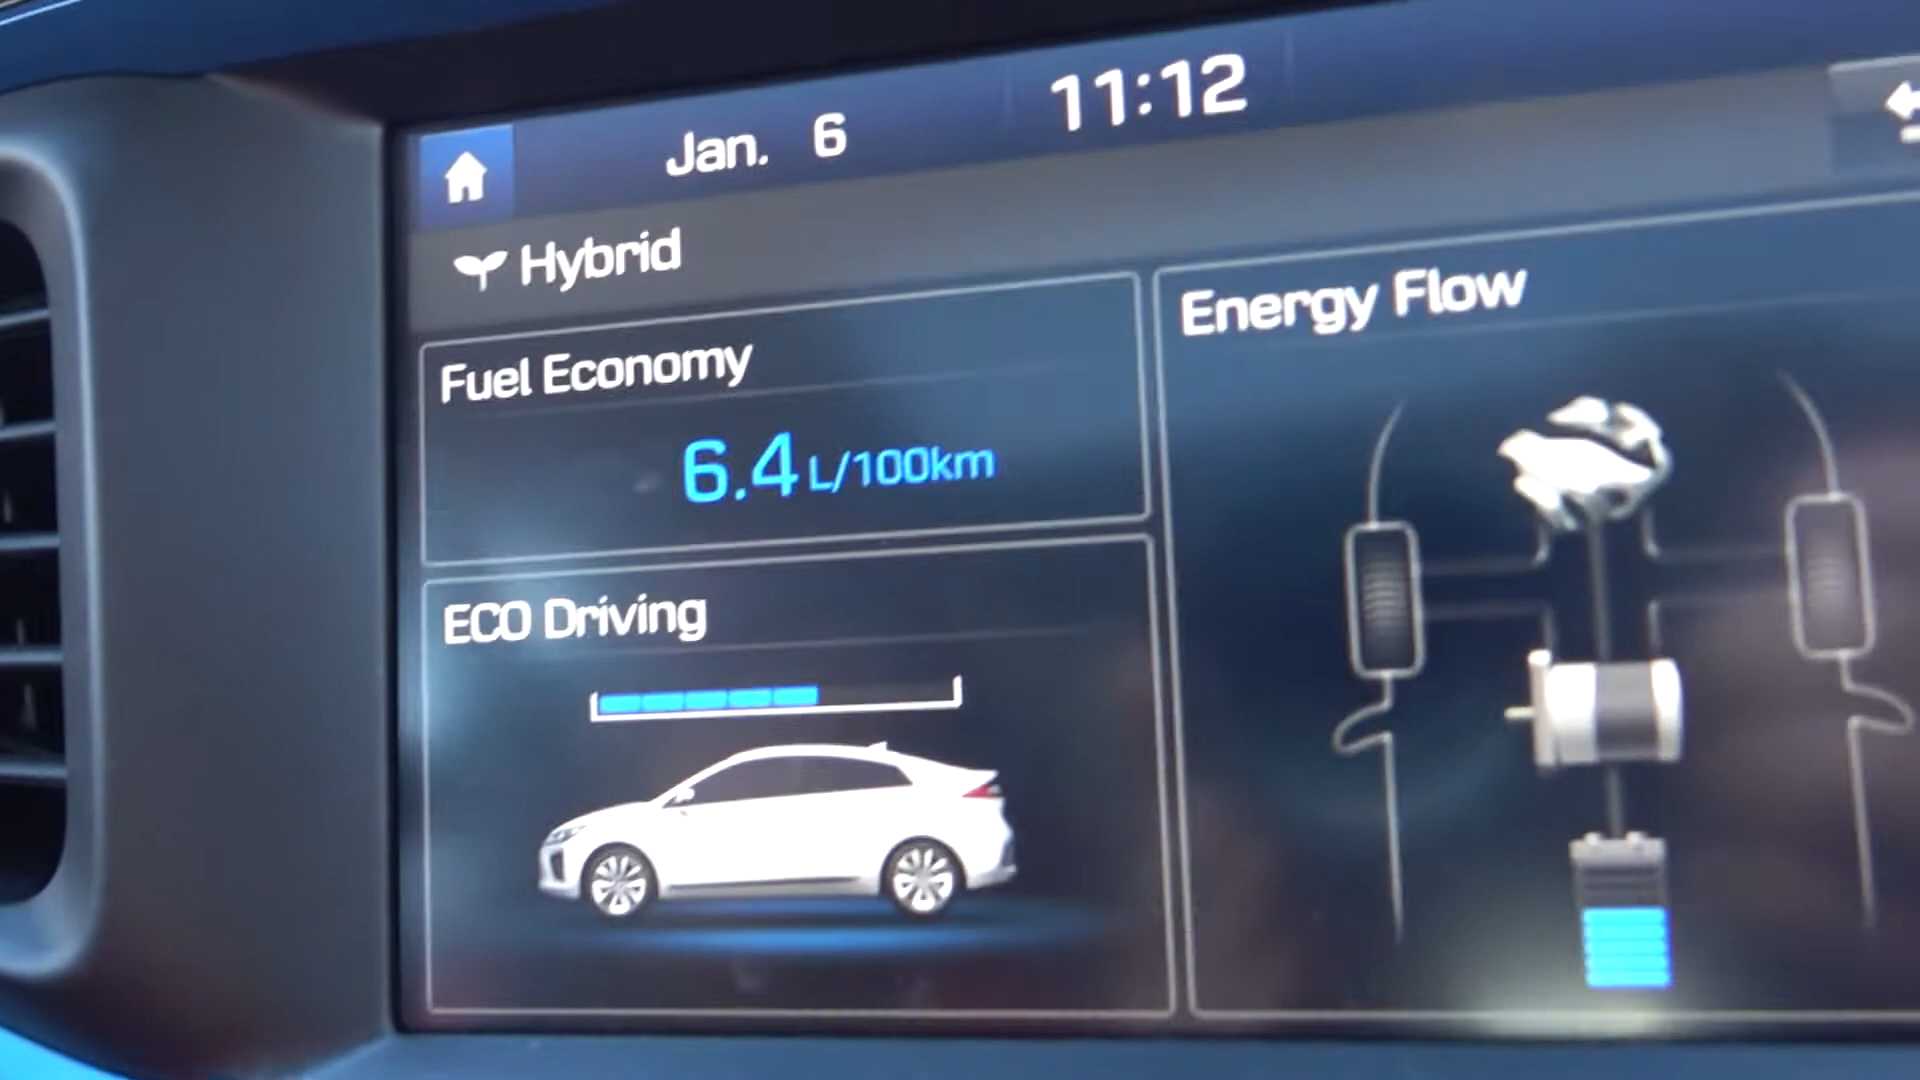 Jan. 6 11:12
Hybrid
Fuel Economy
6.4 L/100km
ECO Driving
Energy Flow